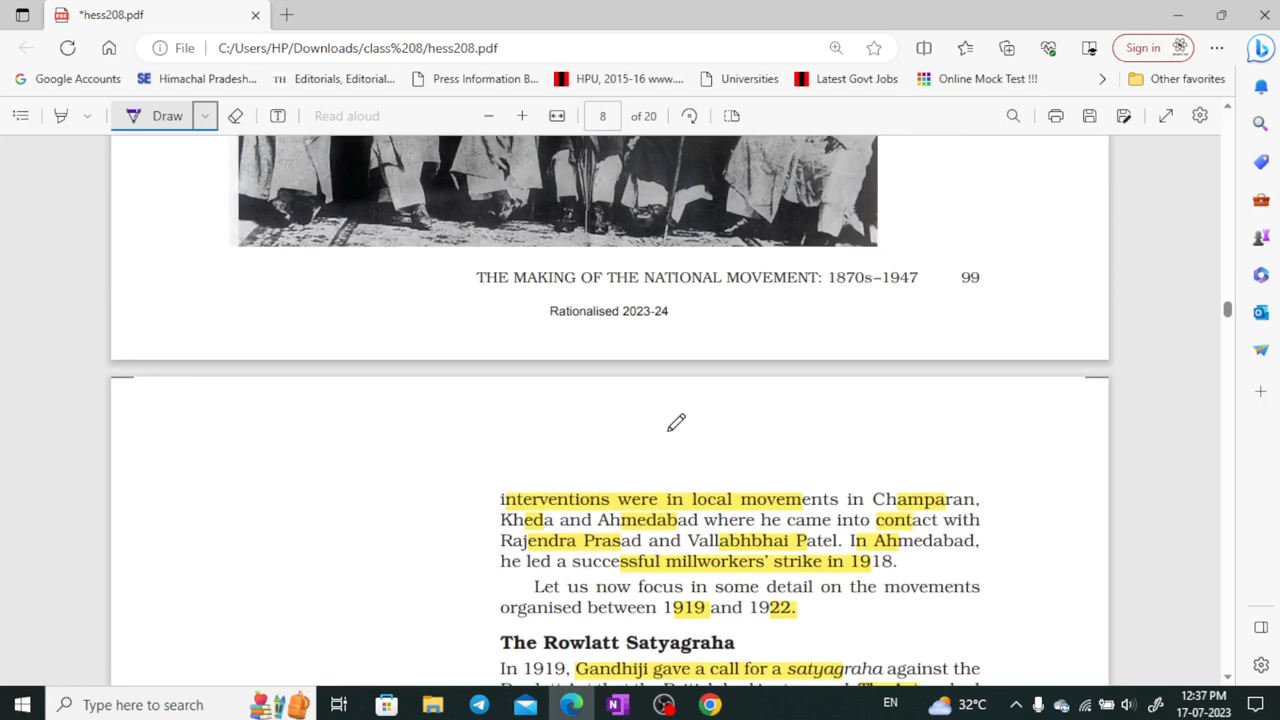 *hess208.pdf
File C:/Users/HP/Downloads/class%208/hess208.pdf Sign in
Google Accounts SE Himachal Pradesh... TH Editorials, Editorial... Press Information B... HPU, 2015-16 www.... Universities Latest Govt Jobs Online Mock Test !!! Other favorites
Draw Read aloud 8 of 20
THE MAKING OF THE NATIONAL MOVEMENT: 1870s–1947 99
Rationalised 2023-24
interventions were in local movements in Champaran,
Kheda and Ahmedabad where he came into contact with
Rajendra Prasad and Vallabhbhai Patel. In Ahmedabad,
he led a successful millworkers' strike in 1918.
Let us now focus in some detail on the movements
organised between 1919 and 1922.
The Rowlatt Satyagraha
In 1919, Gandhiji gave a call for a satyagraha against the
Type here to search 32°C EN 12:37 PM
17-07-2023